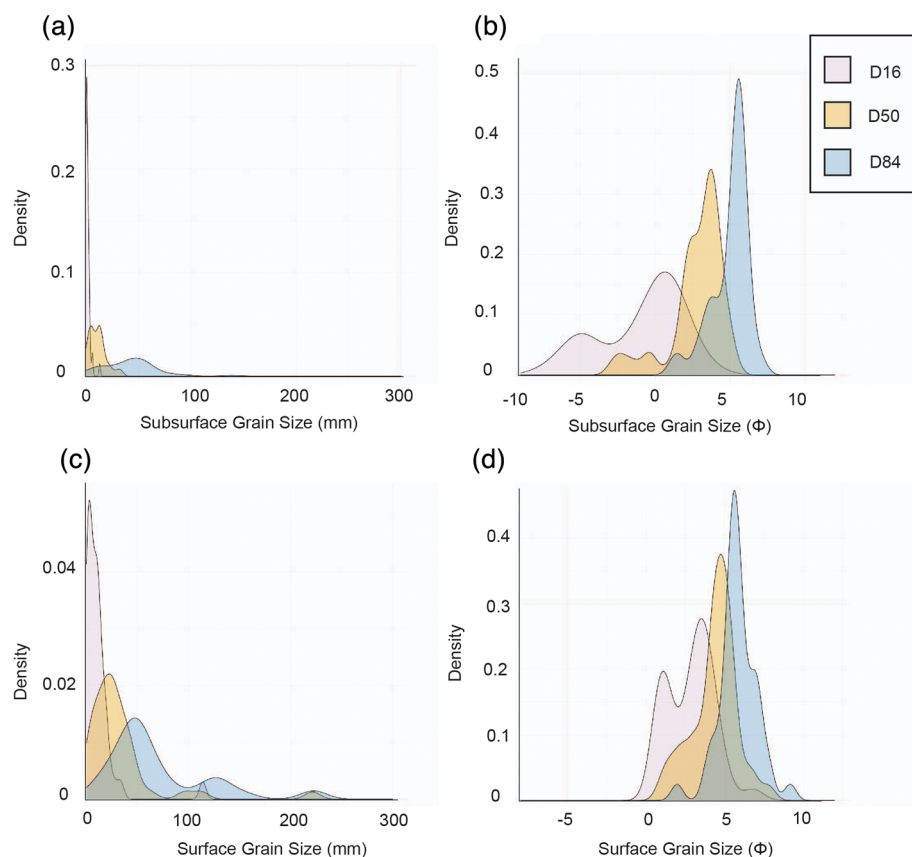 (a)
0.3
0.2
0.1
0
Density
0
100
200
300
Subsurface Grain Size (mm)
(b)
0.5
0.4
0.3
0.2
0.1
0
Density
-10
-5
0
5
10
Subsurface Grain Size (Φ)
D16
D50
D84
(c)
0.04
0.02
0
Density
0
100
200
300
Surface Grain Size (mm)
(d)
0.4
0.3
0.2
0.1
0
Density
-5
0
5
10
Surface Grain Size (Φ)